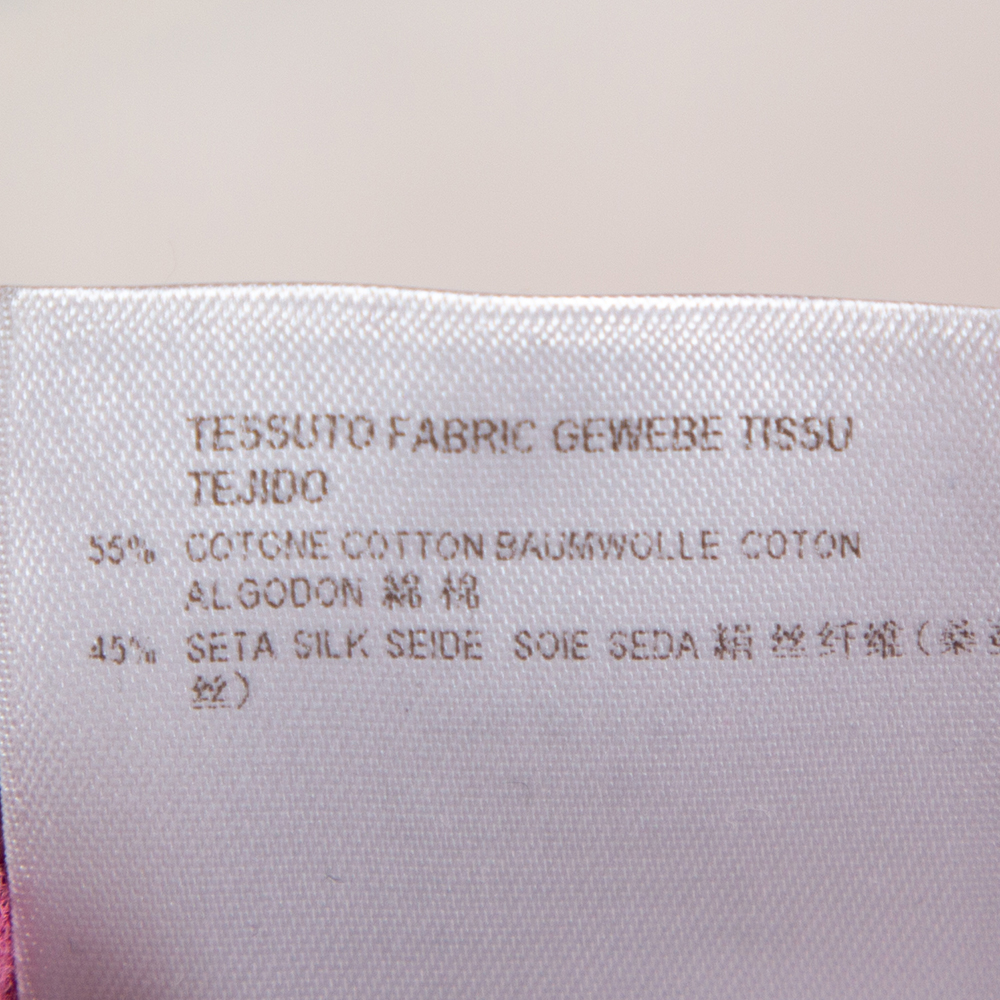 TESSUTO FABRIC GEWEBE TISSU
TEJIDO
55% COTONE COTTON BAUMWOLLE COTON
ALGODON 綿 棉
45% SETA SILK SEIDE SOIE SEDA 絹 丝纤维(桑
丝)